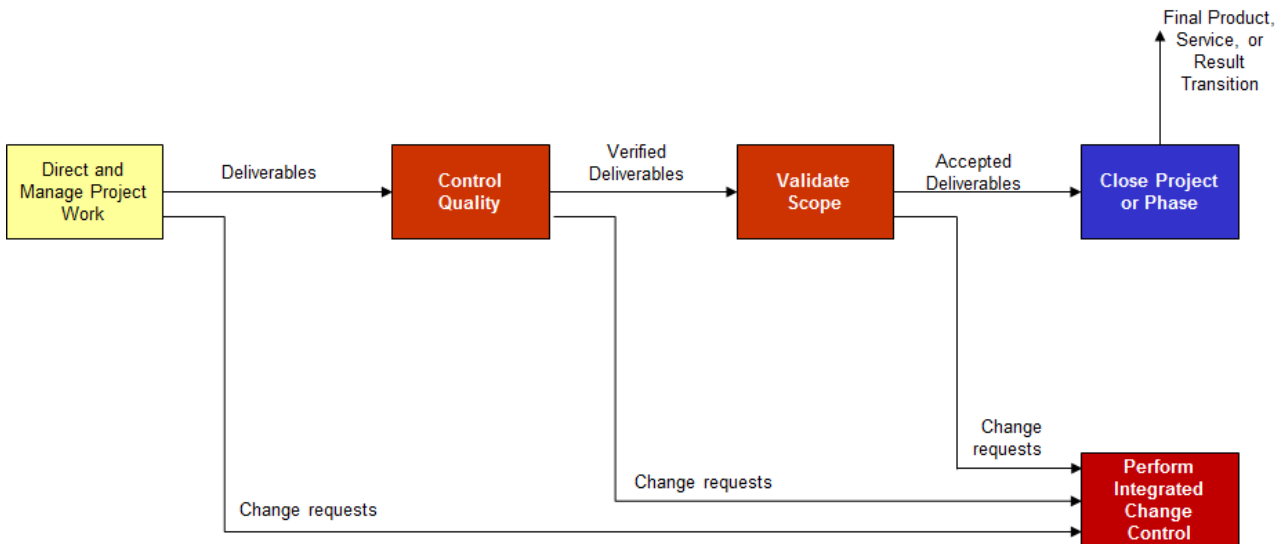 Final Product,
Service, or
Result
Transition
Direct and
Manage Project
Work
Deliverables
Control
Quality
Verified
Deliverables
Validate
Scope
Accepted
Deliverables
Close Project
or Phase
Change
requests
Change requests
Change requests
Perform
Integrated
Change
Control